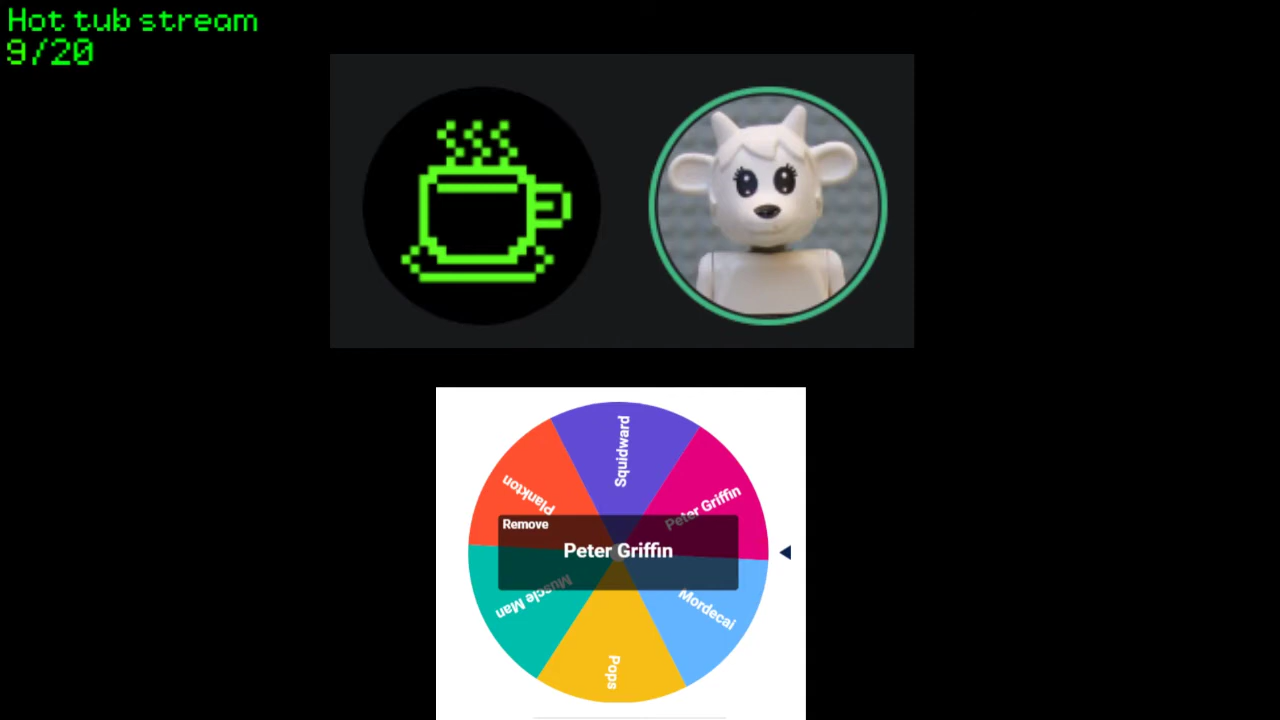 Hot tub stream
9/20
Squidward
Plankton
Peter Griffin
Remove
Peter Griffin
Muscle Man
Mordecai
Pops